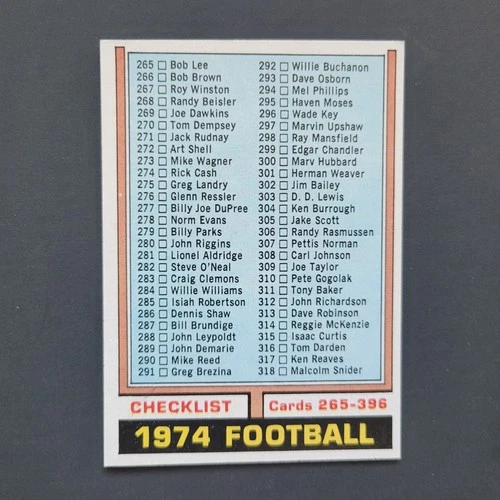 265 □ Bob Lee
266 □ Bob Brown
267 □ Roy Winston
268 □ Randy Beisler
269 □ Joe Dawkins
270 □ Tom Dempsey
271 □ Jack Rudnay
272 □ Art Shell
273 □ Mike Wagner
274 □ Rick Cash
275 □ Greg Landry
276 □ Glenn Ressler
277 □ Billy Joe DuPree
278 □ Norm Evans
279 □ Billy Parks
280 □ John Riggins
281 □ Lionel Aldridge
282 □ Steve O'Neal
283 □ Craig Clemons
284 □ Willie Williams
285 □ Isiah Robertson
286 □ Dennis Shaw
287 □ Bill Brundige
288 □ John Leypoldt
289 □ John Demarie
290 □ Mike Reed
291 □ Greg Brezina
292 □ Willie Buchanon
293 □ Dave Osborn
294 □ Mel Phillips
295 □ Haven Moses
296 □ Wade Key
297 □ Marvin Upshaw
298 □ Ray Mansfield
299 □ Edgar Chandler
300 □ Marv Hubbard
301 □ Herman Weaver
302 □ Jim Bailey
303 □ D. D. Lewis
304 □ Ken Burrough
305 □ Jake Scott
306 □ Randy Rasmussen
307 □ Pettis Norman
308 □ Carl Johnson
309 □ Joe Taylor
310 □ Pete Gogolak
311 □ Tony Baker
312 □ John Richardson
313 □ Dave Robinson
314 □ Reggie McKenzie
315 □ Isaac Curtis
316 □ Tom Darden
317 □ Ken Reaves
318 □ Malcolm Snider
CHECKLIST
Cards 265-396
1974 FOOTBALL